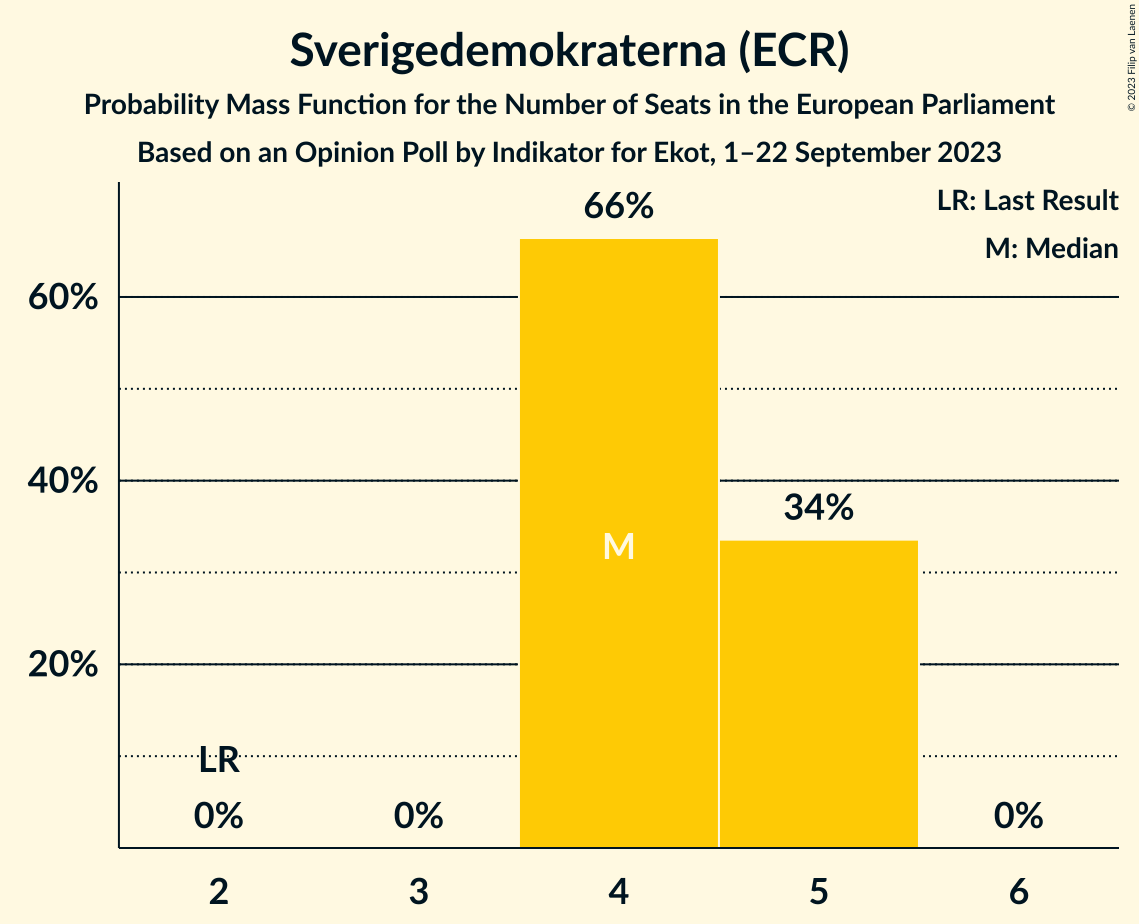 Sverigedemokraterna (ECR)
Probability Mass Function for the Number of Seats in the European Parliament
Based on an Opinion Poll by Indikator for Ekot, 1–22 September 2023
© 2023 Filip van Laenen
LR: Last Result
M: Median
66%
60%
40%
34%
M
20%
LR
0%
0%
0%
2
3
4
5
6